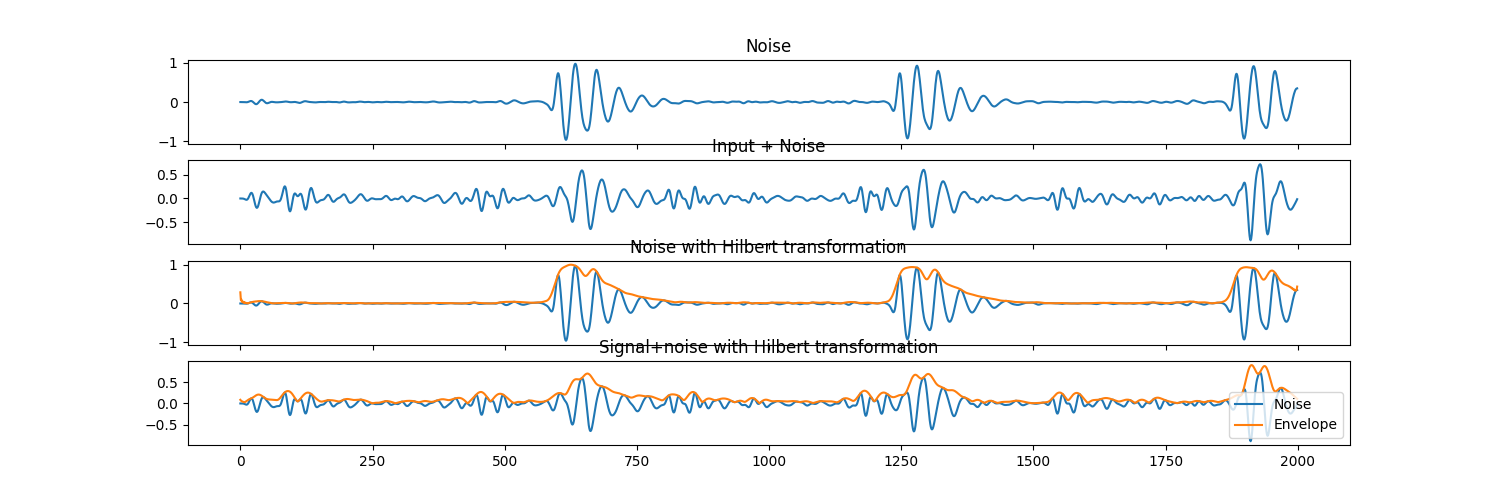 Noise
1
0
−1
Input + Noise
0.5
0.0
−0.5
Noise with Hilbert transformation
1
0
−1
Signal+noise with Hilbert transformation
0.5
0.0
−0.5
Noise
Envelope
0 250 500 750 1000 1250 1500 1750 2000